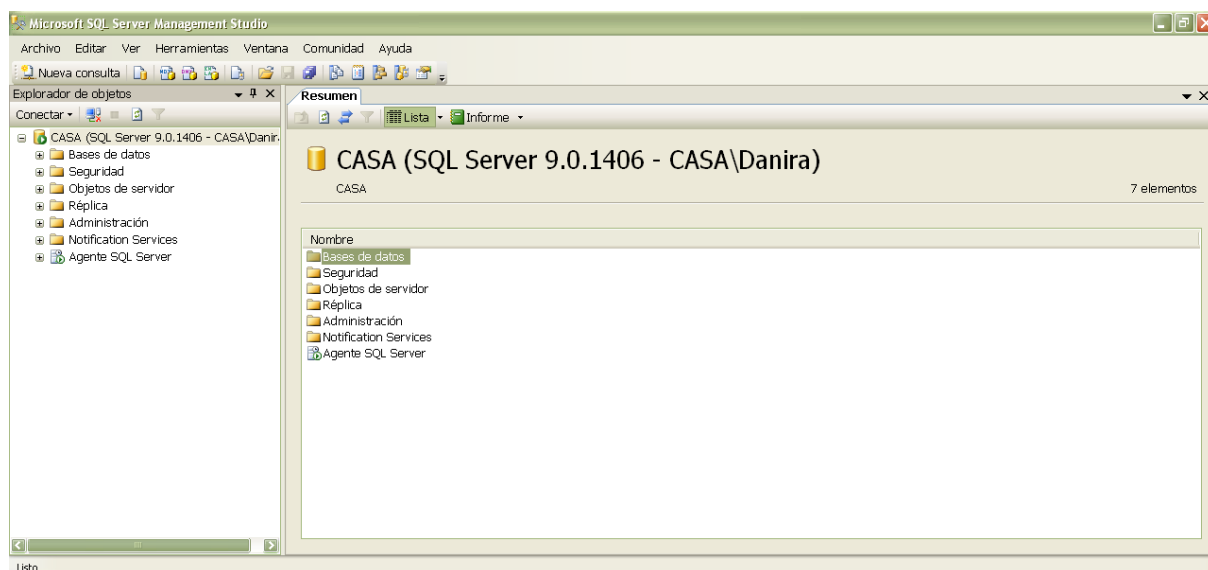 Microsoft SQL Server Management Studio
Archivo Editar Ver Herramientas Ventana Comunidad Ayuda
Nueva consulta
Explorador de objetos
Conectar
CASA (SQL Server 9.0.1406 - CASA\Danir
Bases de datos
Seguridad
Objetos de servidor
Réplica
Administración
Notification Services
Agente SQL Server
Resumen
Lista Informe
CASA (SQL Server 9.0.1406 - CASA\Danira)
CASA 7 elementos
Nombre
Bases de datos
Seguridad
Objetos de servidor
Réplica
Administración
Notification Services
Agente SQL Server
Listo